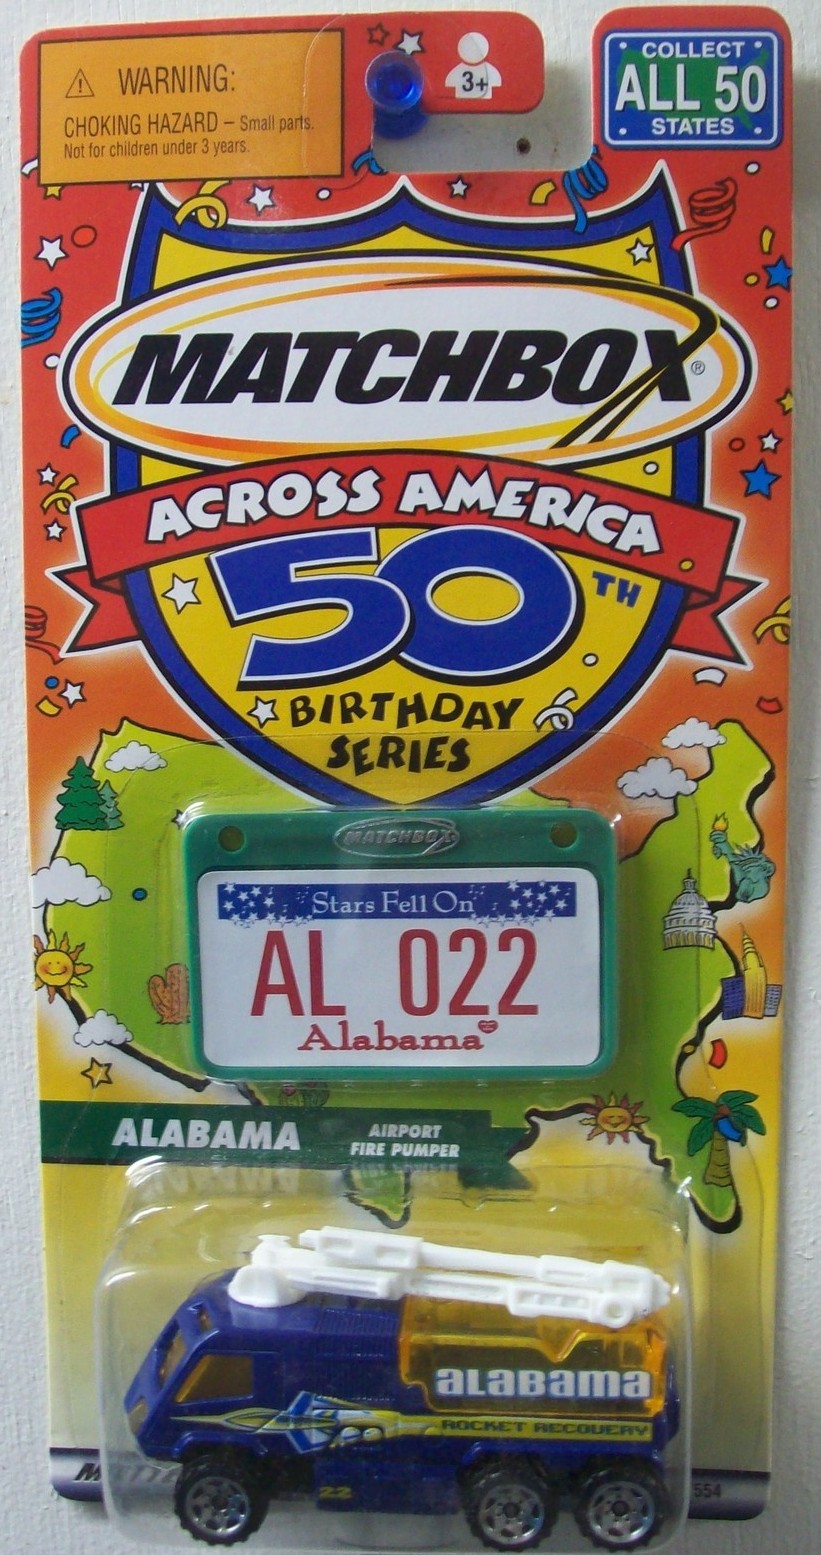 WARNING:
CHOKING HAZARD – Small parts.
Not for children under 3 years.
3+
COLLECT
ALL 50
STATES
MATCHBOX®
ACROSS AMERICA
50TH
BIRTHDAY
SERIES
MATCHBOX
Stars Fell On
AL 022
Alabama
ALABAMA
AIRPORT
FIRE PUMPER
alabama
ROCKET RECOVERY
22
554